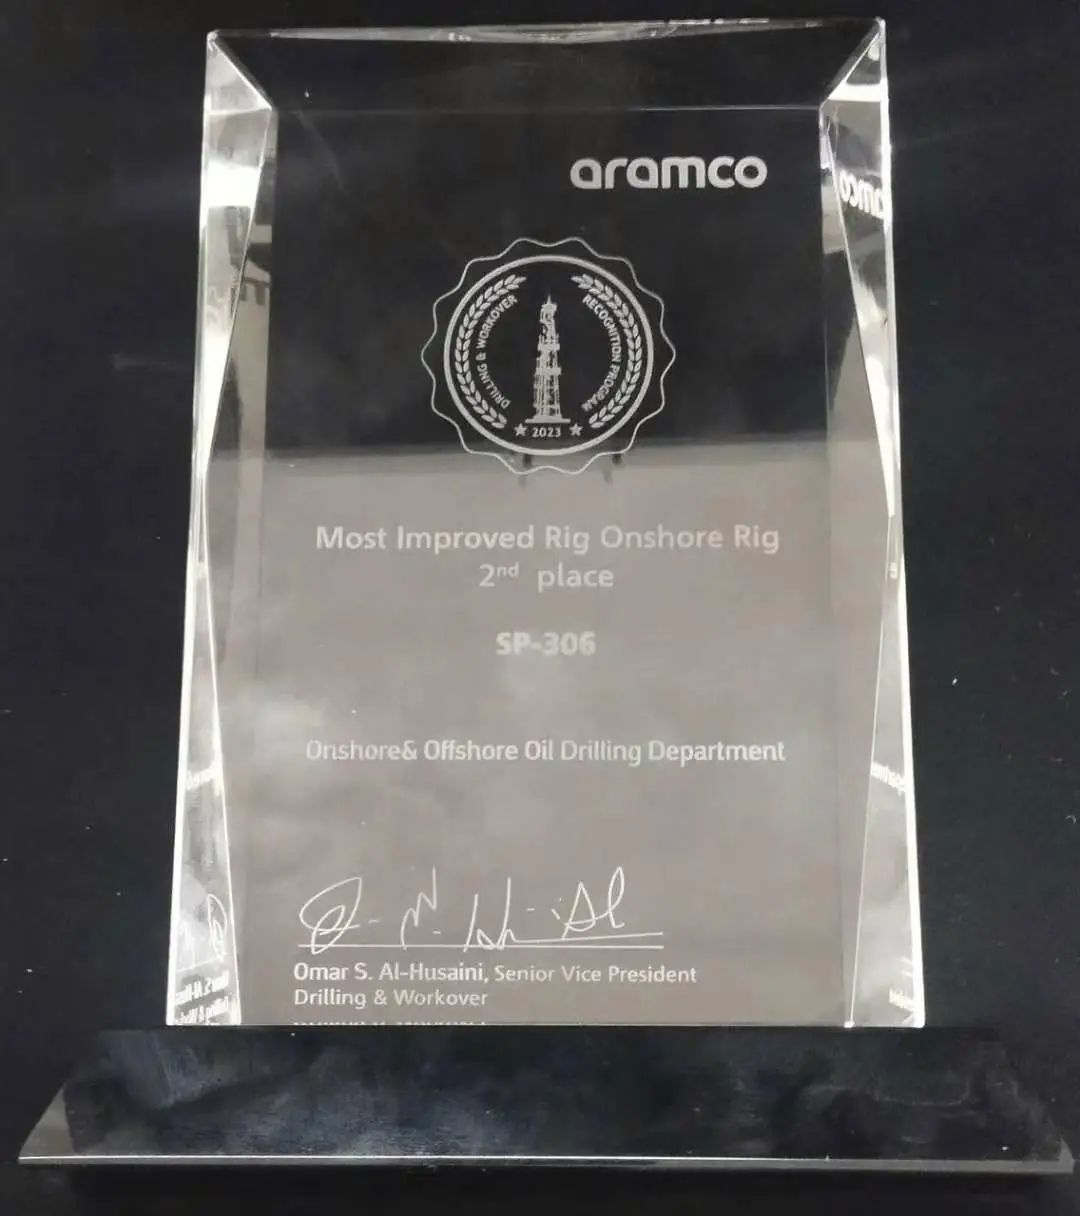 aramco
DRILLING & WORKOVER
RECOGNITION PROGRAM
2023
Most Improved Rig Onshore Rig
2nd place
SP-306
Onshore& Offshore Oil Drilling Department
Omar S. Al-Husaini, Senior Vice President
Drilling & Workover